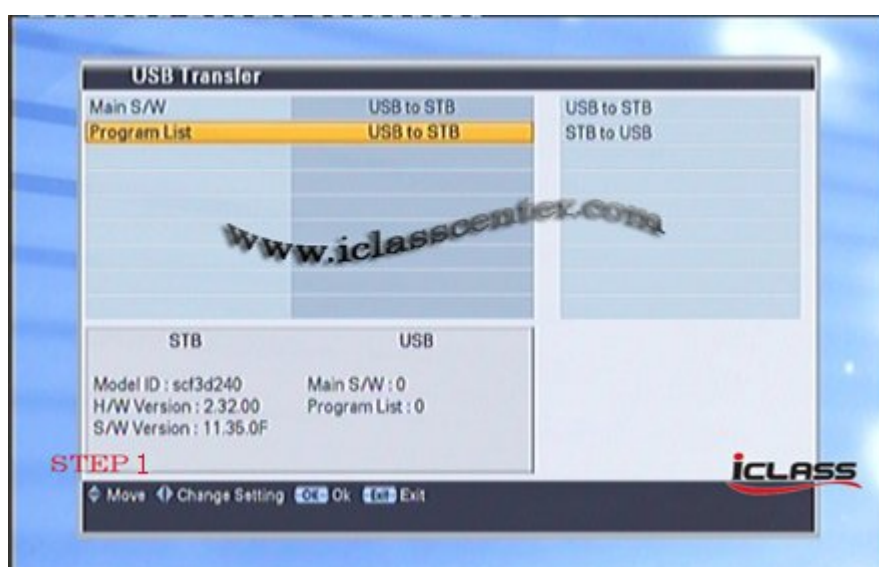 USB Transfer
Main S/W USB to STB
Program List USB to STB
USB to STB
STB to USB
www.iclasscenter.com
STB USB
Model ID : scf3d240
H/W Version : 2.32.00
S/W Version : 11.35.0F
Main S/W : 0
Program List : 0
STEP 1
iCLASS
Move Change Setting OK Ok Exit Exit